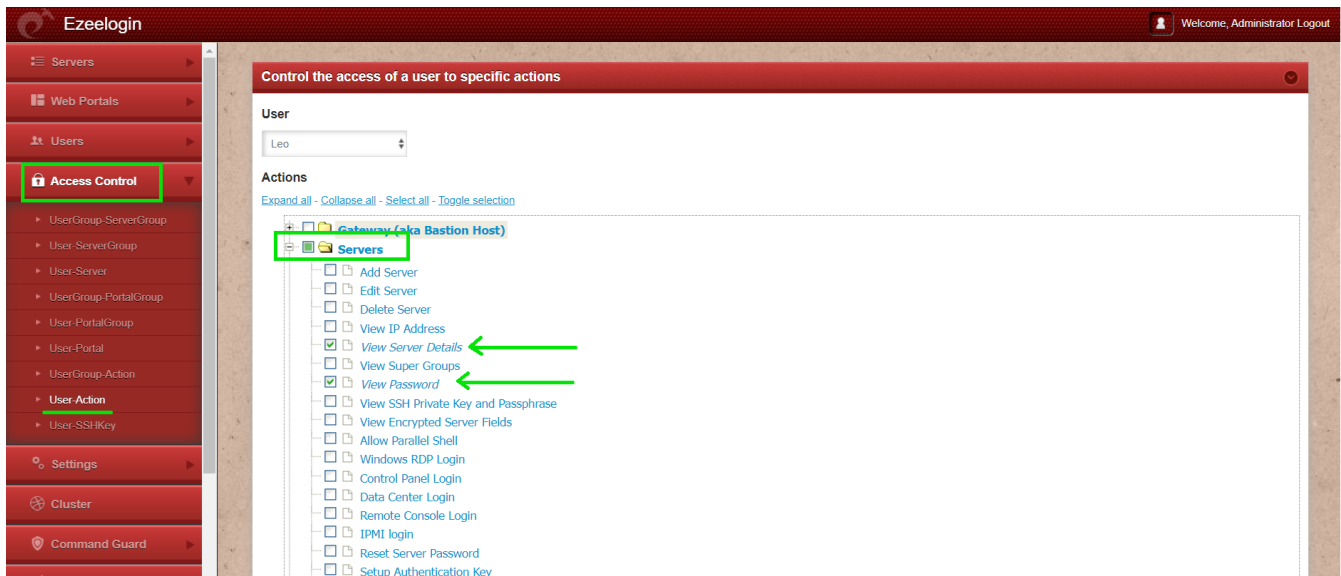 Ezeelogin
Welcome, Administrator Logout
Servers
Web Portals
Users
Access Control
UserGroup-ServerGroup
User-ServerGroup
User-Server
UserGroup-PortalGroup
User-PortalGroup
User-Portal
UserGroup-Action
User-Action
User-SSHKey
Settings
Cluster
Command Guard
Control the access of a user to specific actions
User
Leo
Actions
Expand all - Collapse all - Select all - Toggle selection
Gateway (aka Bastion Host)
Servers
Add Server
Edit Server
Delete Server
View IP Address
View Server Details
View Super Groups
View Password
View SSH Private Key and Passphrase
View Encrypted Server Fields
Allow Parallel Shell
Windows RDP Login
Control Panel Login
Data Center Login
Remote Console Login
IPMI login
Reset Server Password
Setup Authentication Key